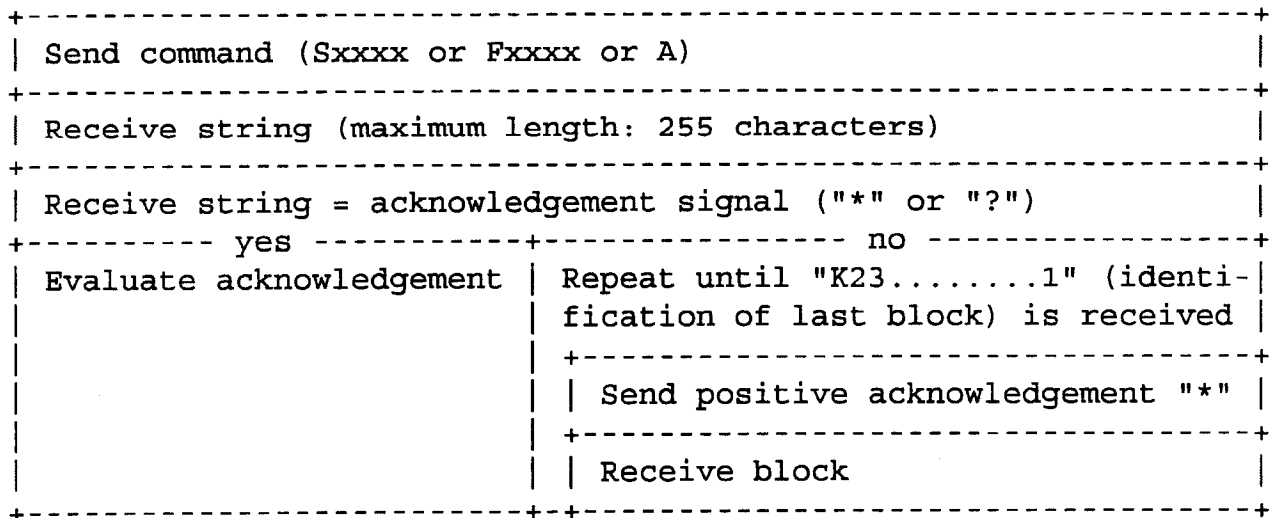 Send command (Sxxxx or Fxxxx or A)
Receive string (maximum length: 255 characters)
Receive string = acknowledgement signal ("*" or "?")
yes
no
Evaluate acknowledgement
Repeat until "K23........1" (identi-
fication of last block) is received
Send positive acknowledgement "*"
Receive block